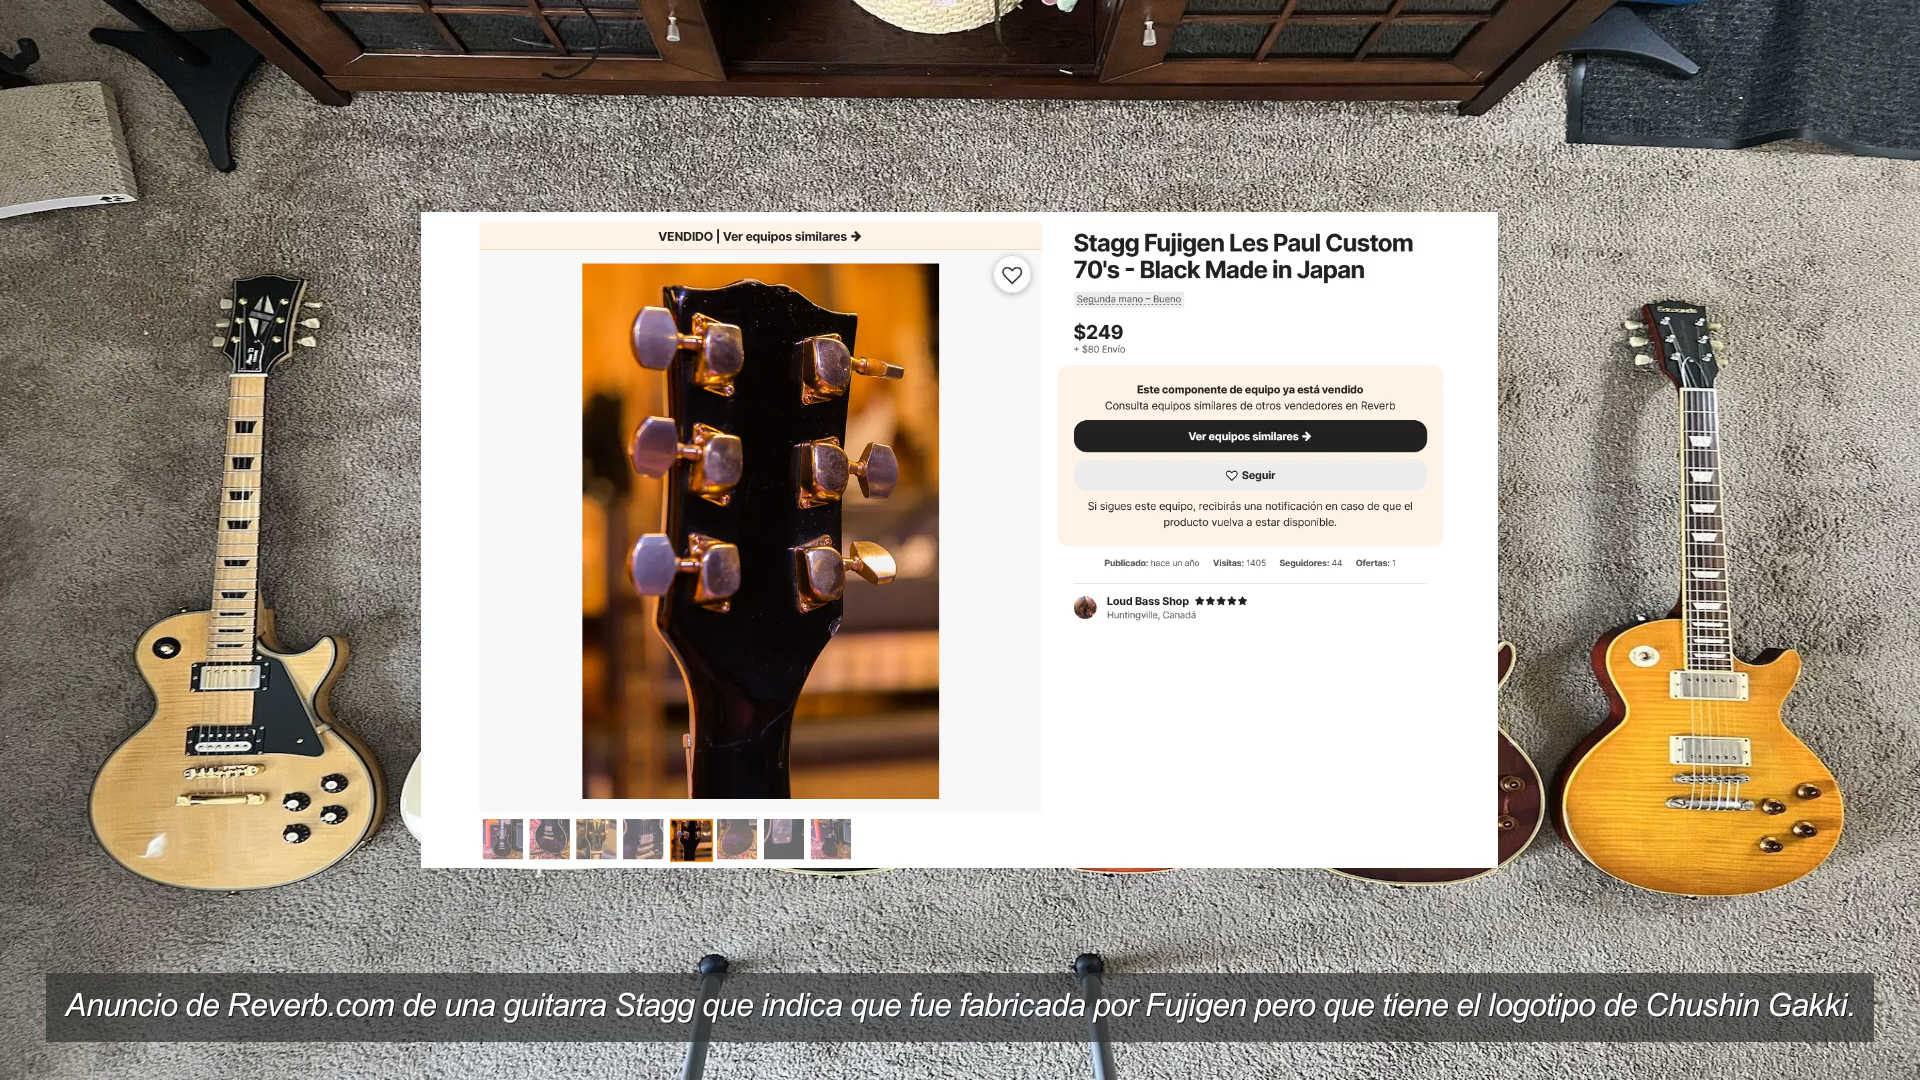 VENDIDO | Ver equipos similares →
Stagg Fujigen Les Paul Custom
70's - Black Made in Japan
Segunda mano – Bueno
$249
+ $80 Envío
Este componente de equipo ya está vendido
Consulta equipos similares de otros vendedores en Reverb
Ver equipos similares →
Seguir
Si sigues este equipo, recibirás una notificación en caso de que el
producto vuelva a estar disponible.
Publicado: hace un año Visitas: 1405 Seguidores: 44 Ofertas: 1
Loud Bass Shop ★★★★★
Huntingville, Canadá
Edwards
Anuncio de Reverb.com de una guitarra Stagg que indica que fue fabricada por Fujigen pero que tiene el logotipo de Chushin Gakki.